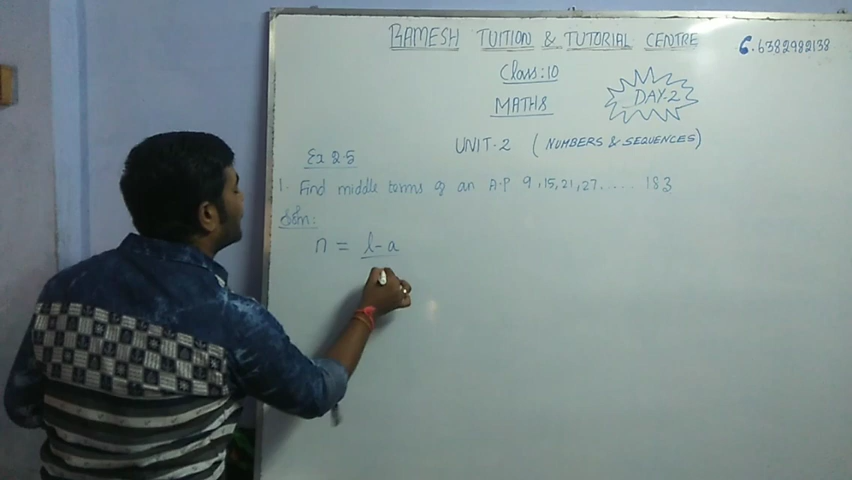 RAMESH TUITION & TUTORIAL CENTRE
6382982138
Class:10
MATHS
DAY-2
UNIT-2 (NUMBERS & SEQUENCES)
Ex 2.5
1. Find middle terms of an A.P 9,15,21,27..... 183
Soln:
n = l-a